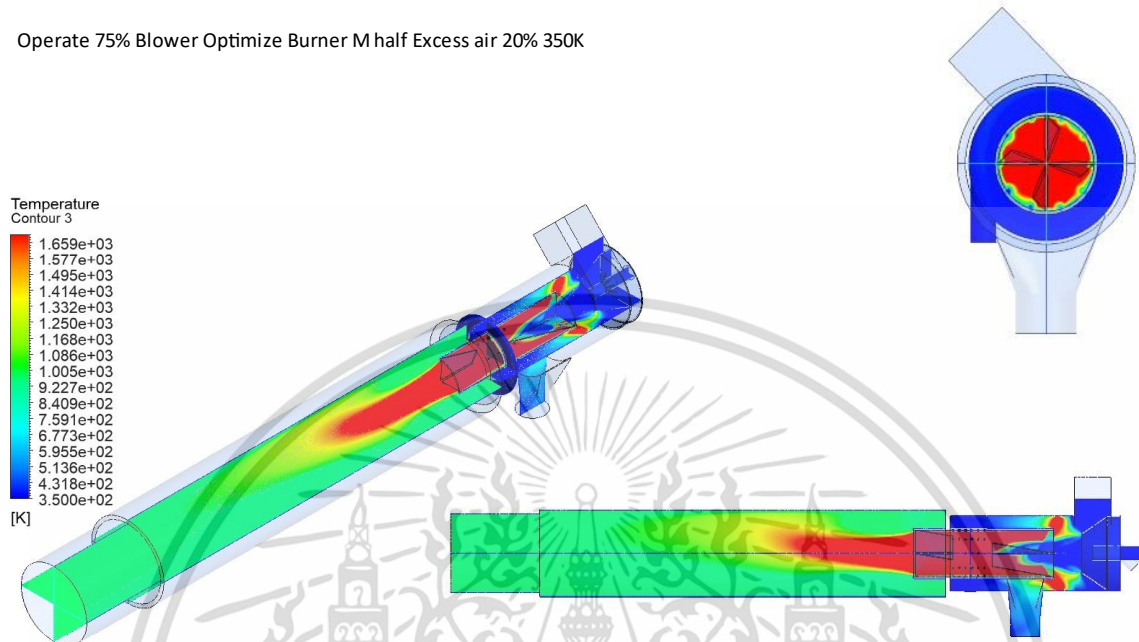 Operate 75% Blower Optimize Burner M half Excess air 20% 350K
Temperature
Contour 3
1.659e+03
1.577e+03
1.495e+03
1.414e+03
1.332e+03
1.250e+03
1.168e+03
1.086e+03
1.005e+03
9.227e+02
8.409e+02
7.591e+02
6.773e+02
5.955e+02
5.136e+02
4.318e+02
3.500e+02
[K]